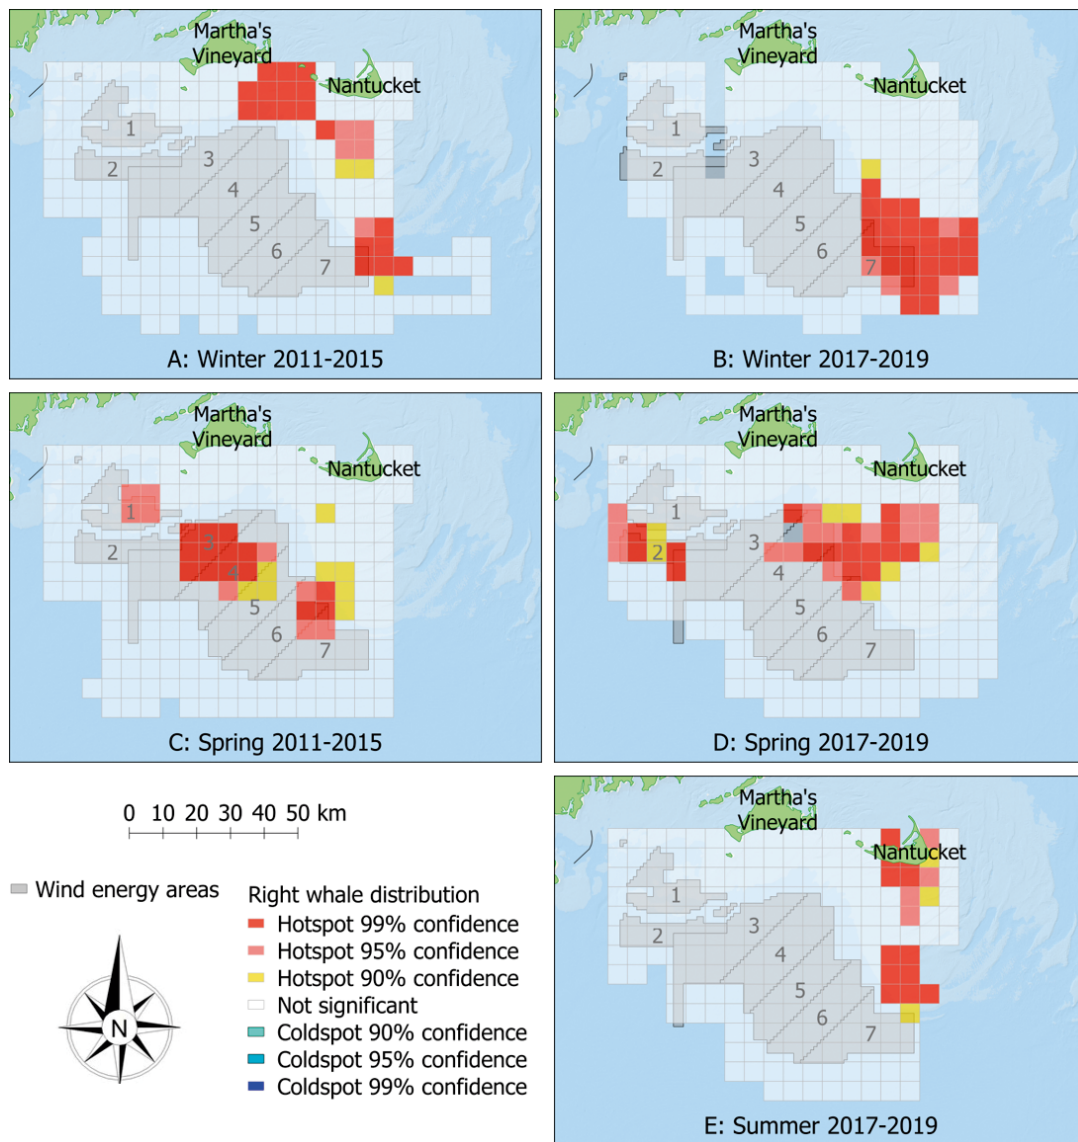 Martha's
Vineyard
Nantucket
1
2
3
4
5
6
7
A: Winter 2011-2015
Martha's
Vineyard
Nantucket
1
2
3
4
5
6
7
B: Winter 2017-2019
Martha's
Vineyard
Nantucket
1
2
3
4
5
6
7
C: Spring 2011-2015
Martha's
Vineyard
Nantucket
1
2
3
4
5
6
7
D: Spring 2017-2019
0 10 20 30 40 50 km
Wind energy areas
N
Right whale distribution
Hotspot 99% confidence
Hotspot 95% confidence
Hotspot 90% confidence
Not significant
Coldspot 90% confidence
Coldspot 95% confidence
Coldspot 99% confidence
Martha's
Vineyard
Nantucket
1
2
3
4
5
6
7
E: Summer 2017-2019